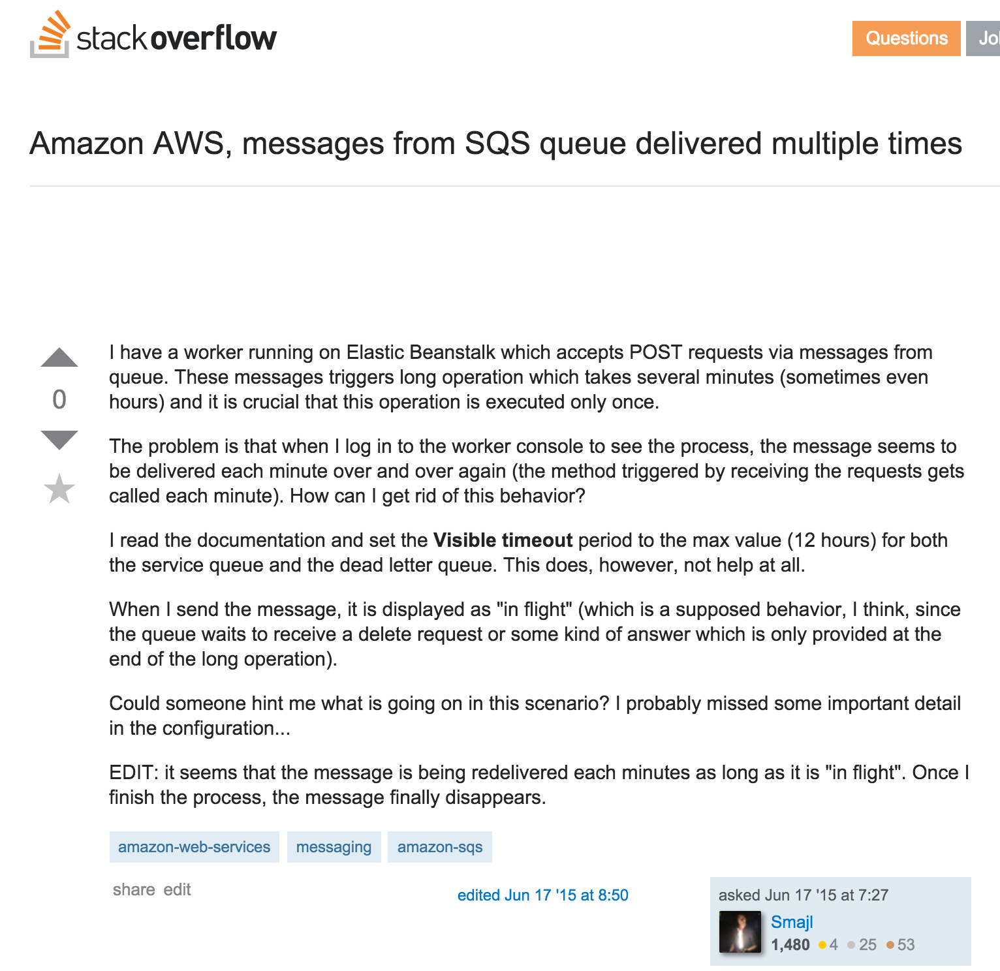 stackoverflow
Questions
Amazon AWS, messages from SQS queue delivered multiple times
I have a worker running on Elastic Beanstalk which accepts POST requests via messages from
queue. These messages triggers long operation which takes several minutes (sometimes even
0
hours) and it is crucial that this operation is executed only once.
The problem is that when I log in to the worker console to see the process, the message seems to
be delivered each minute over and over again (the method triggered by receiving the requests gets
called each minute). How can I get rid of this behavior?
I read the documentation and set the Visible timeout period to the max value (12 hours) for both
the service queue and the dead letter queue. This does, however, not help at all.
When I send the message, it is displayed as "in flight" (which is a supposed behavior, I think, since
the queue waits to receive a delete request or some kind of answer which is only provided at the
end of the long operation).
Could someone hint me what is going on in this scenario? I probably missed some important detail
in the configuration...
EDIT: it seems that the message is being redelivered each minutes as long as it is "in flight". Once I
finish the process, the message finally disappears.
amazon-web-services messaging amazon-sqs
share edit
edited Jun 17 '15 at 8:50
asked Jun 17 '15 at 7:27
Smajl
1,480 4 25 53